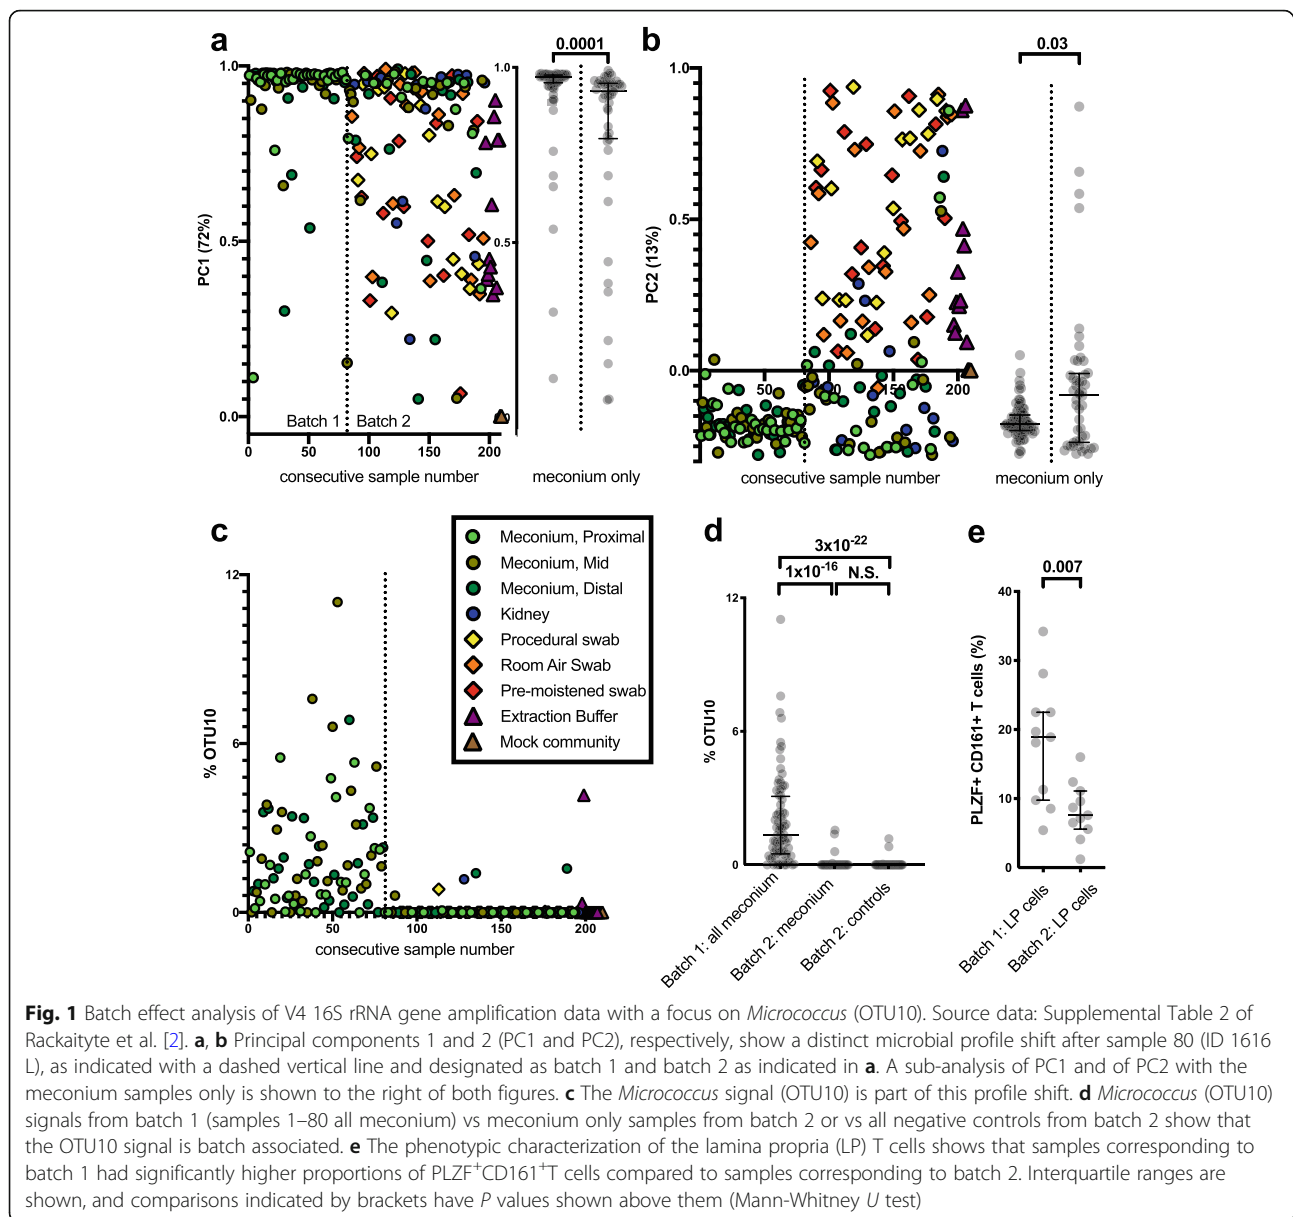 a
0.0001
b
0.03
1.0
1.0
1.0
0.5
0.5
0.5
0.0
0
0.0
PC1 (72%)
PC2 (13%)
Batch 1
Batch 2
50
100
150
200
0
50
100
150
200
consecutive sample number
meconium only
consecutive sample number
meconium only
c
12
6
0
% OTU10
0
50
100
150
200
consecutive sample number
Meconium, Proximal
Meconium, Mid
Meconium, Distal
Kidney
Procedural swab
Room Air Swab
Pre-moistened swab
Extraction Buffer
Mock community
d
3x10-22
1x10-16
N.S.
12
6
0
% OTU10
Batch 1: all meconium
Batch 2: meconium
Batch 2: controls
e
0.007
40
30
20
10
0
PLZF+ CD161+ T cells (%)
Batch 1: LP cells
Batch 2: LP cells
Fig. 1 Batch effect analysis of V4 16S rRNA gene amplification data with a focus on Micrococcus (OTU10). Source data: Supplemental Table 2 of
Rackaityte et al. [2]. a, b Principal components 1 and 2 (PC1 and PC2), respectively, show a distinct microbial profile shift after sample 80 (ID 1616
L), as indicated with a dashed vertical line and designated as batch 1 and batch 2 as indicated in a. A sub-analysis of PC1 and of PC2 with the
meconium samples only is shown to the right of both figures. c The Micrococcus signal (OTU10) is part of this profile shift. d Micrococcus (OTU10)
signals from batch 1 (samples 1–80 all meconium) vs meconium only samples from batch 2 or vs all negative controls from batch 2 show that
the OTU10 signal is batch associated. e The phenotypic characterization of the lamina propria (LP) T cells shows that samples corresponding to
batch 1 had significantly higher proportions of PLZF+CD161+T cells compared to samples corresponding to batch 2. Interquartile ranges are
shown, and comparisons indicated by brackets have P values shown above them (Mann-Whitney U test)